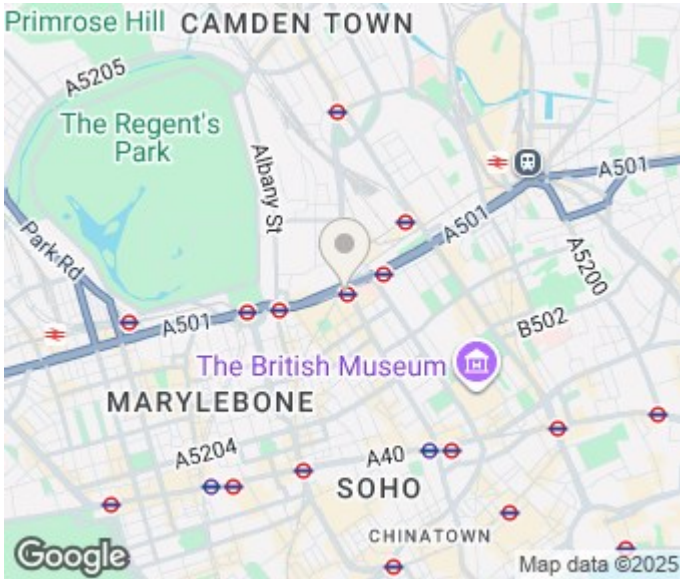 Primrose Hill
CAMDEN TOWN
A5205
The Regent's
Park
Albany St
A501
A501
Park Rd
A5200
A501
B502
The British Museum
MARYLEBONE
A5204
A40
SOHO
CHINATOWN
Google
Map data ©2025